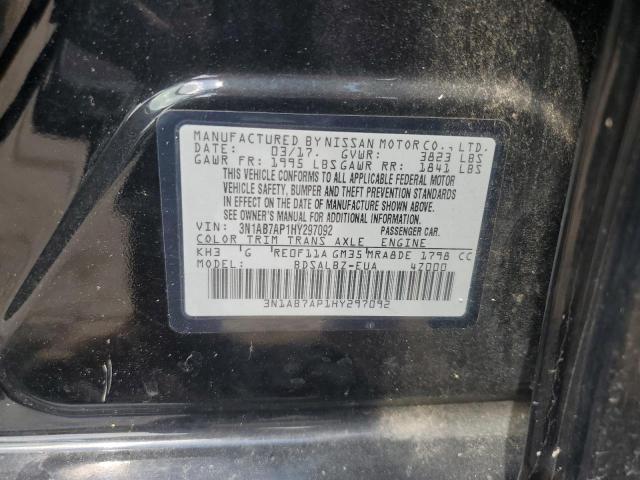 MANUFACTURED BY NISSAN MOTOR CO., LTD.
DATE: 03/17. GVWR: 3823 LBS
GAWR FR: 1995 LBS GAWR RR: 1841 LBS
THIS VEHICLE CONFORMS TO ALL APPLICABLE FEDERAL MOTOR
VEHICLE SAFETY, BUMPER AND THEFT PREVENTION STANDARDS
IN EFFECT ON THE DATE OF MANUFACTURE SHOWN ABOVE.
SEE OWNER'S MANUAL FOR ADDITIONAL INFORMATION.
VIN: 3N1AB7AP1HY297092 PASSENGER CAR.
COLOR TRIM TRANS AXLE ENGINE
KH3 G RE0F11A GM35 MRA8DE 1798 CC
MODEL: BDSALBZ-EUA 47000
3N1AB7AP1HY297092